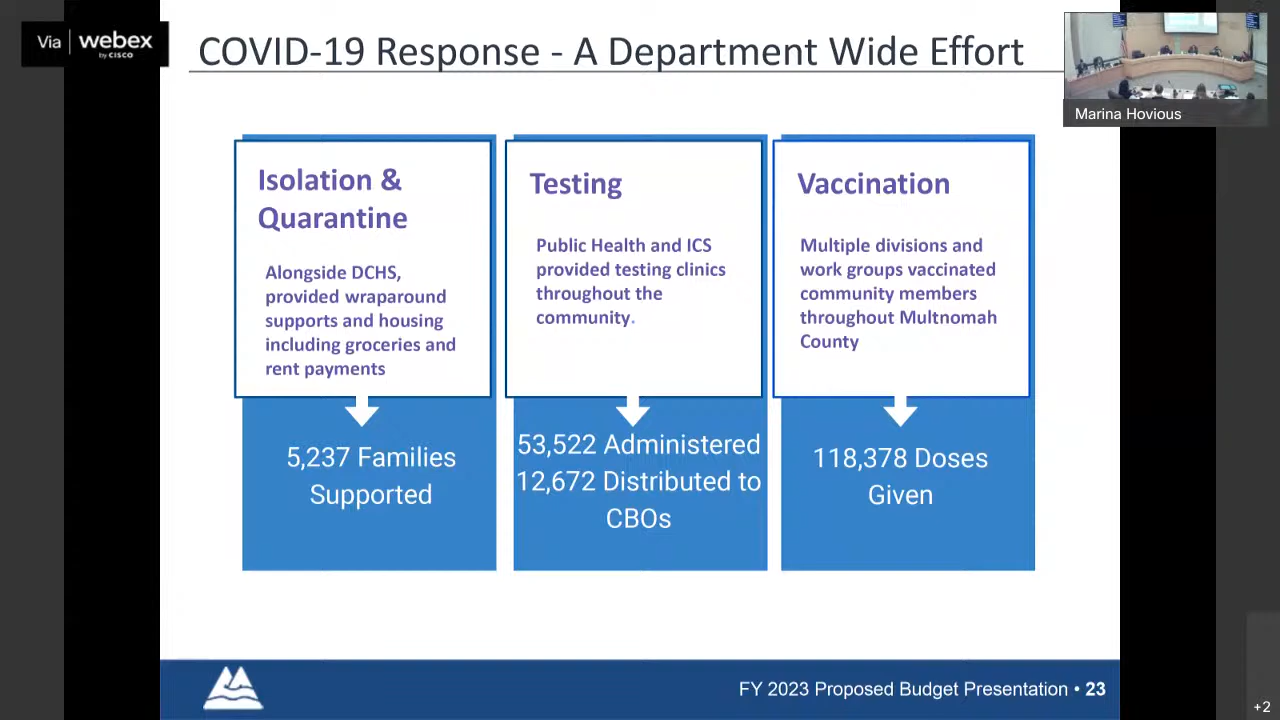 Via webex
by CISCO
COVID-19 Response - A Department Wide Effort
Marina Hovious
Isolation &
Quarantine
Alongside DCHS,
provided wraparound
supports and housing
including groceries and
rent payments
5,237 Families
Supported
Testing
Public Health and ICS
provided testing clinics
throughout the
community.
53,522 Administered
12,672 Distributed to
CBOs
Vaccination
Multiple divisions and
work groups vaccinated
community members
throughout Multnomah
County
118,378 Doses
Given
FY 2023 Proposed Budget Presentation • 23
+2